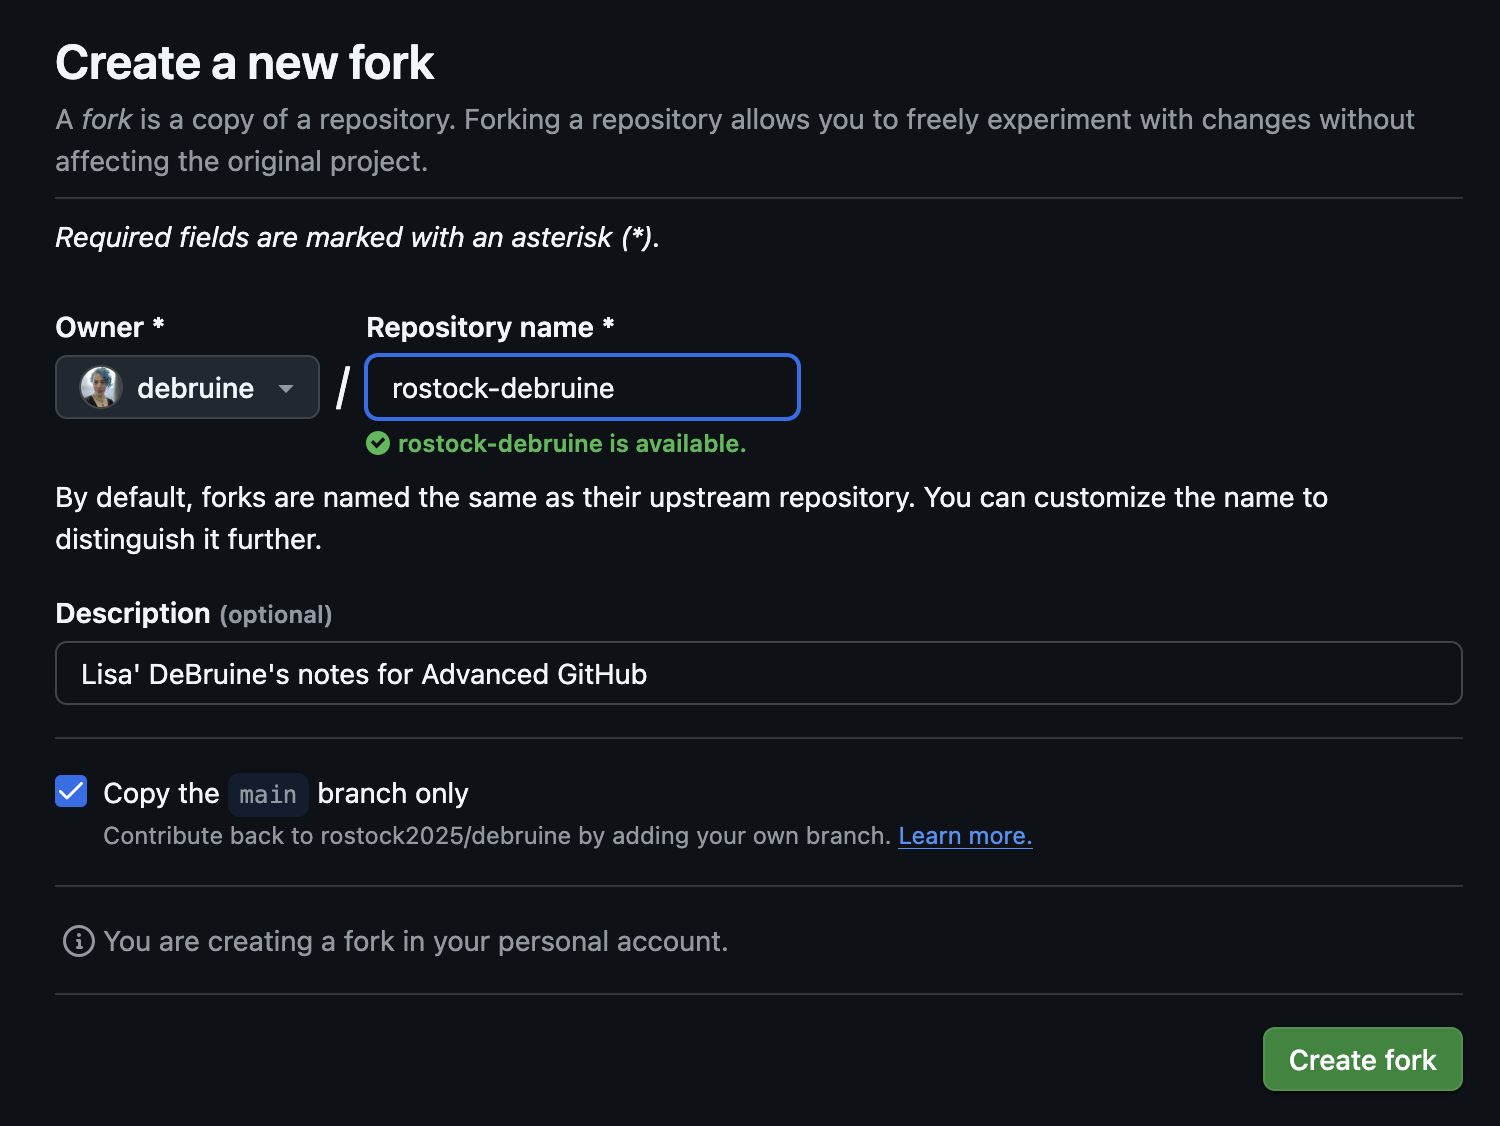 Create a new fork
A fork is a copy of a repository. Forking a repository allows you to freely experiment with changes without
affecting the original project.
Required fields are marked with an asterisk (*).
Owner *
Repository name *
debruine
/
rostock-debruine
rostock-debruine is available.
By default, forks are named the same as their upstream repository. You can customize the name to
distinguish it further.
Description (optional)
Lisa' DeBruine's notes for Advanced GitHub
Copy the main branch only
Contribute back to rostock2025/debruine by adding your own branch. Learn more.
You are creating a fork in your personal account.
Create fork